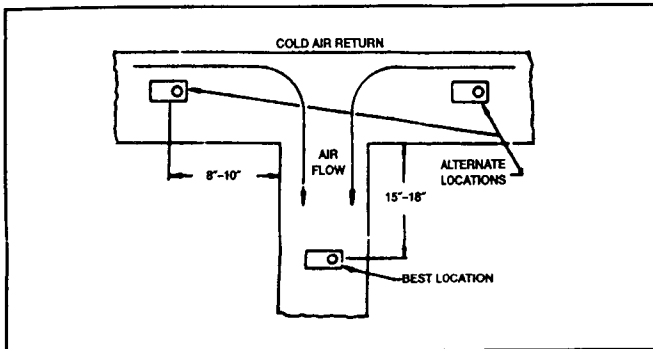 COLD AIR RETURN
AIR
FLOW
8"-10"
ALTERNATE
LOCATIONS
15"-18"
BEST LOCATION